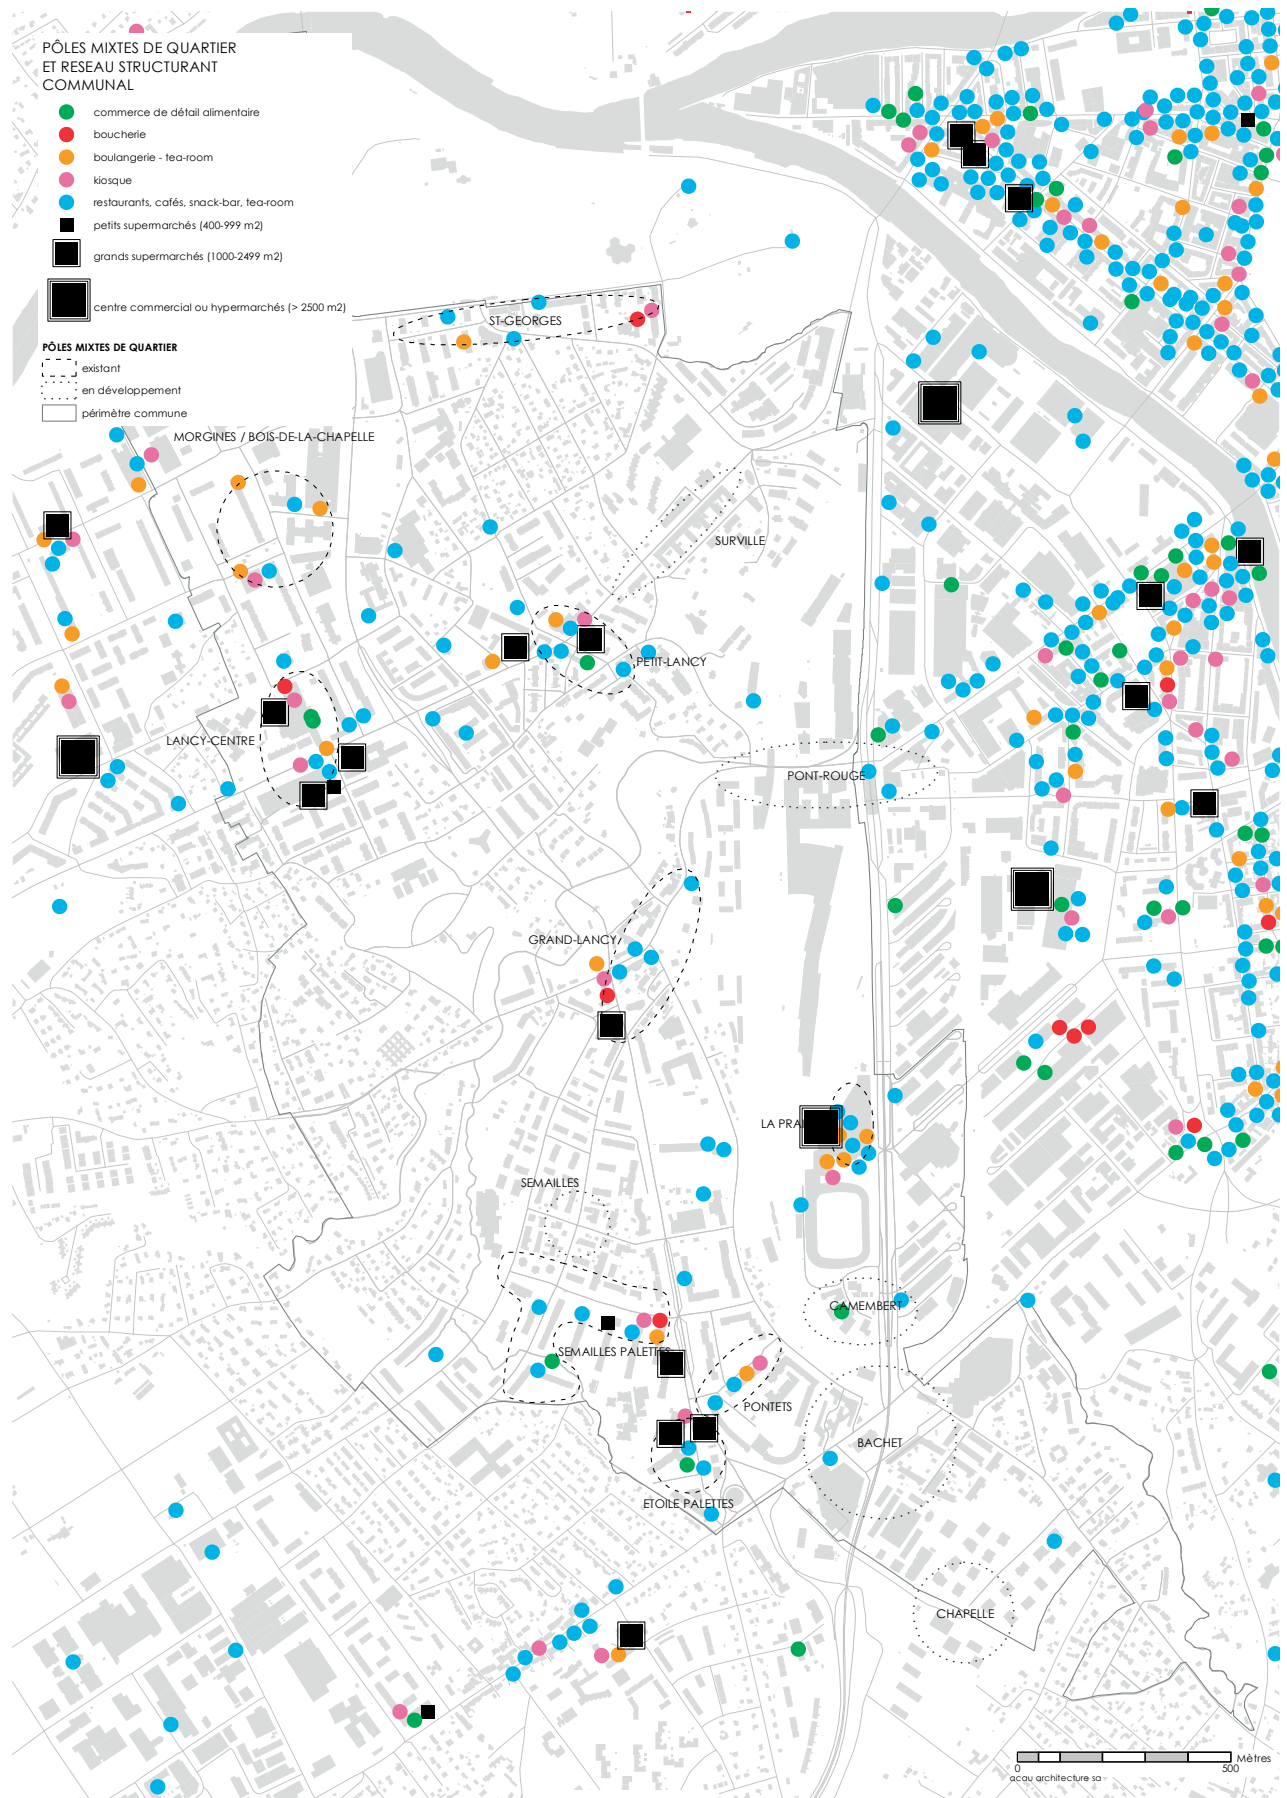 PÔLES MIXTES DE QUARTIER
ET RESEAU STRUCTURANT
COMMUNAL
commerce de détail alimentaire
boucherie
boulangerie - tea-room
kiosque
restaurants, cafés, snack-bar, tea-room
petits supermarchés (400-999 m2)
grands supermarchés (1000-2499 m2)
centre commercial ou hypermarchés (> 2500 m2)
PÔLES MIXTES DE QUARTIER
existant
en développement
périmètre commune
ST-GEORGES
MORGINES / BOIS-DE-LA-CHAPELLE
SURVILLE
PETIT-LANCY
LANCY-CENTRE
PONT-ROUGE
GRAND-LANCY
LA PRAI
SEMAILLES
CAMEMBERT
SEMAILLES PALETTES
PONTETS
BACHET
ETOILE PALETTES
CHAPELLE
Mètres
0 500
acau architecture sa